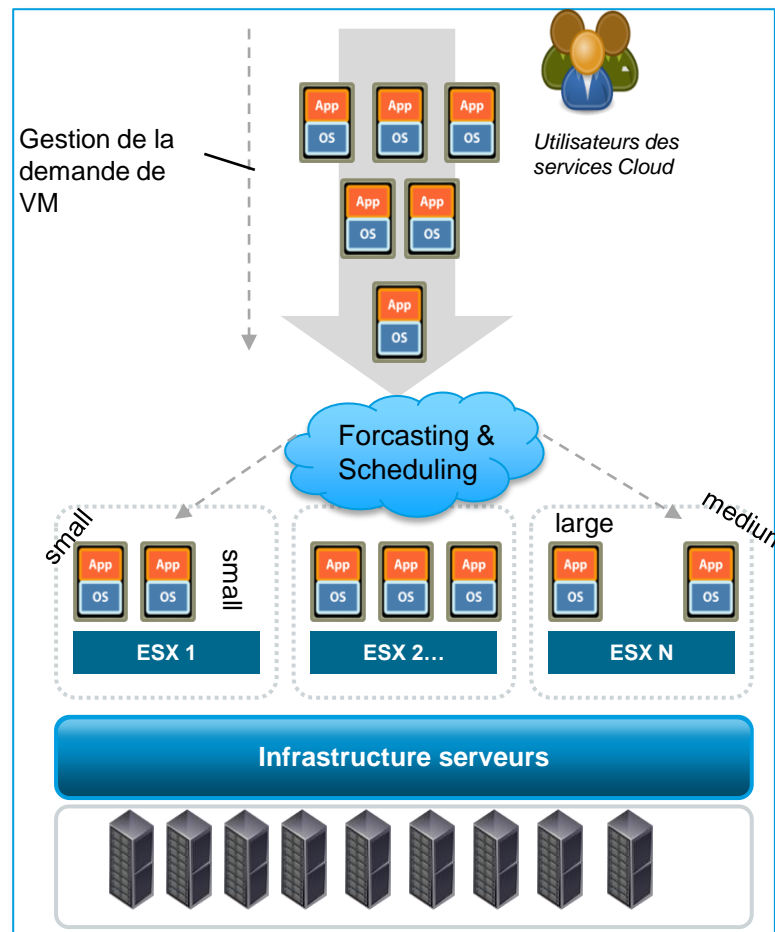 App
App
App
OS
OS
OS
Gestion de la
demande de
VM
Utilisateurs des
services Cloud
App
App
OS
OS
App
OS
Forcasting &
Scheduling
small
small
large
medium
App
App
App
App
App
App
App
OS
OS
OS
OS
OS
OS
OS
ESX 1
ESX 2...
ESX N
Infrastructure serveurs